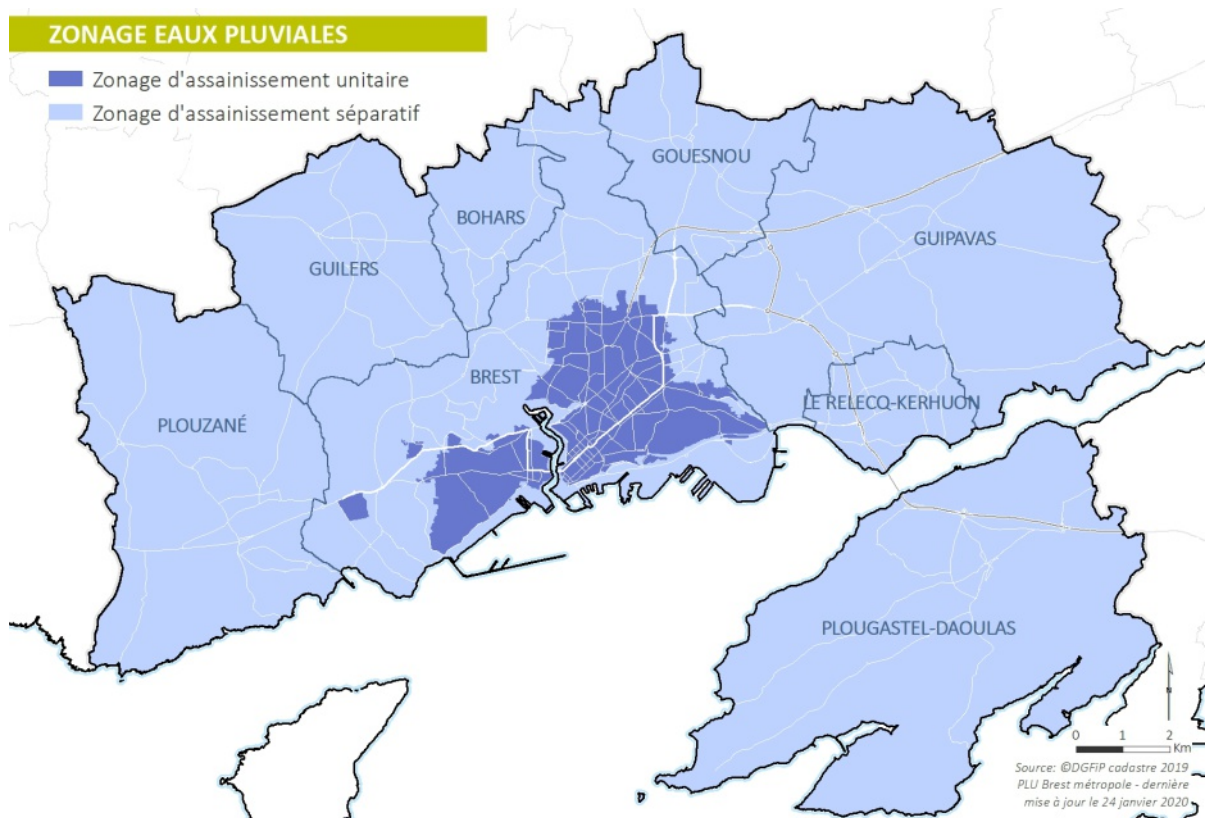 ZONAGE EAUX PLUVIALES
Zonage d'assainissement unitaire
Zonage d'assainissement séparatif
GOUESNOU
BOHARS
GUIPAVAS
GUILERS
BREST
LE RELECQ-KERHUON
PLOUZANÉ
PLOUGASTEL-DAOULAS
N
0 1 2
Km
Source: ©DGFiP cadastre 2019
PLU Brest métropole - dernière
mise à jour le 24 janvier 2020